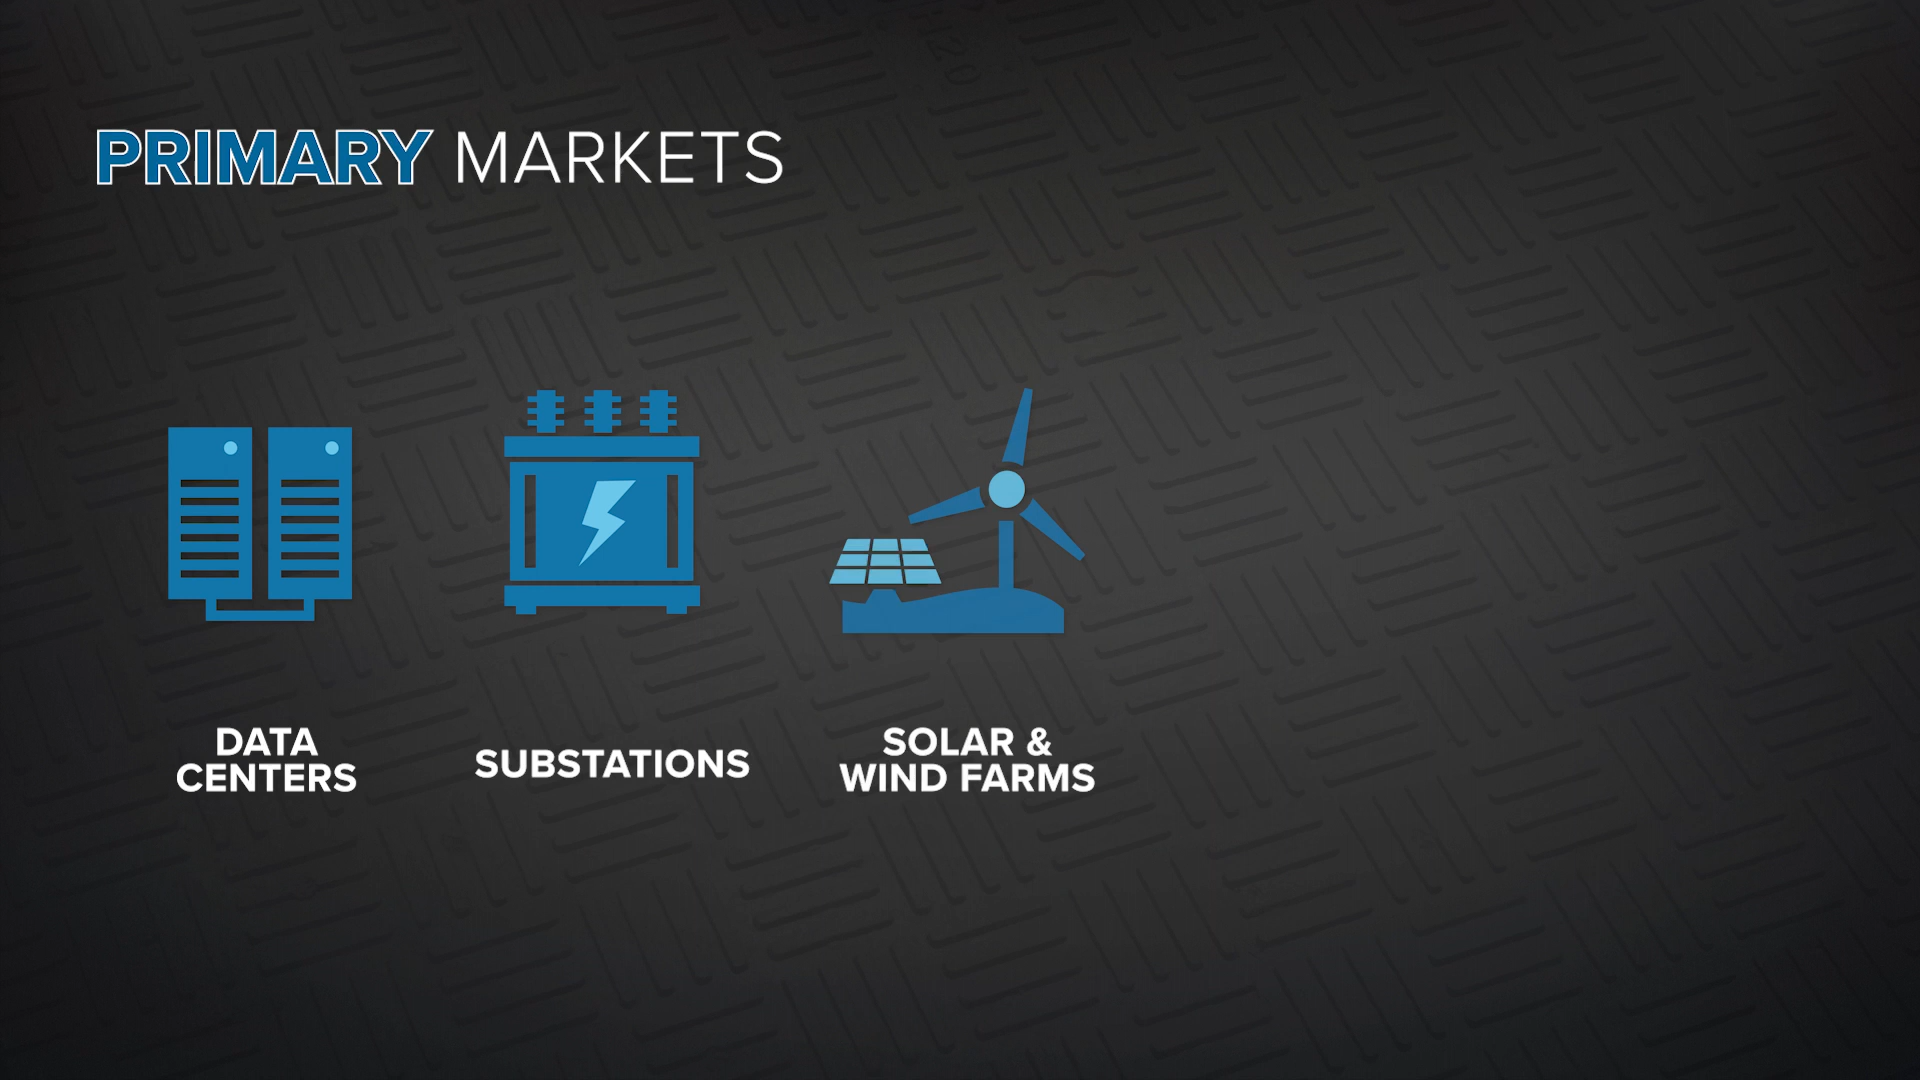 PRIMARY MARKETS
DATA
CENTERS
SUBSTATIONS
SOLAR &
WIND FARMS